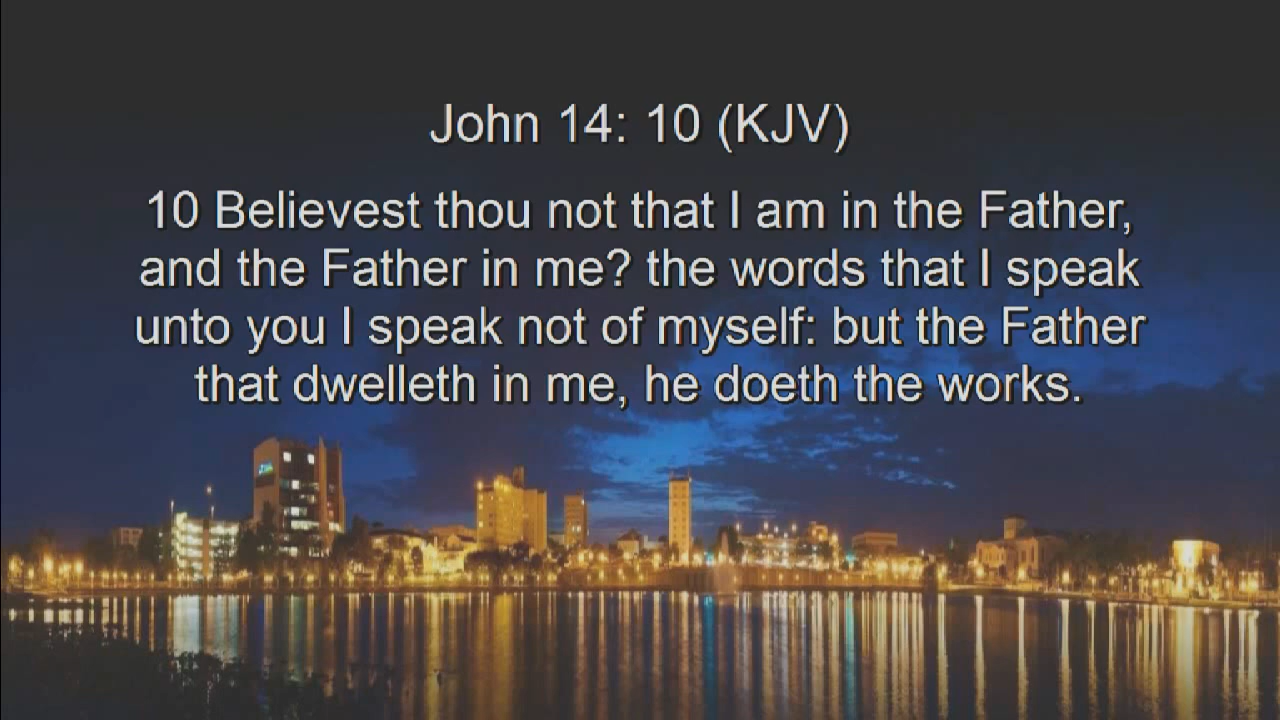 John 14: 10 (KJV)
10 Believest thou not that I am in the Father,
and the Father in me? the words that I speak
unto you I speak not of myself: but the Father
that dwelleth in me, he doeth the works.